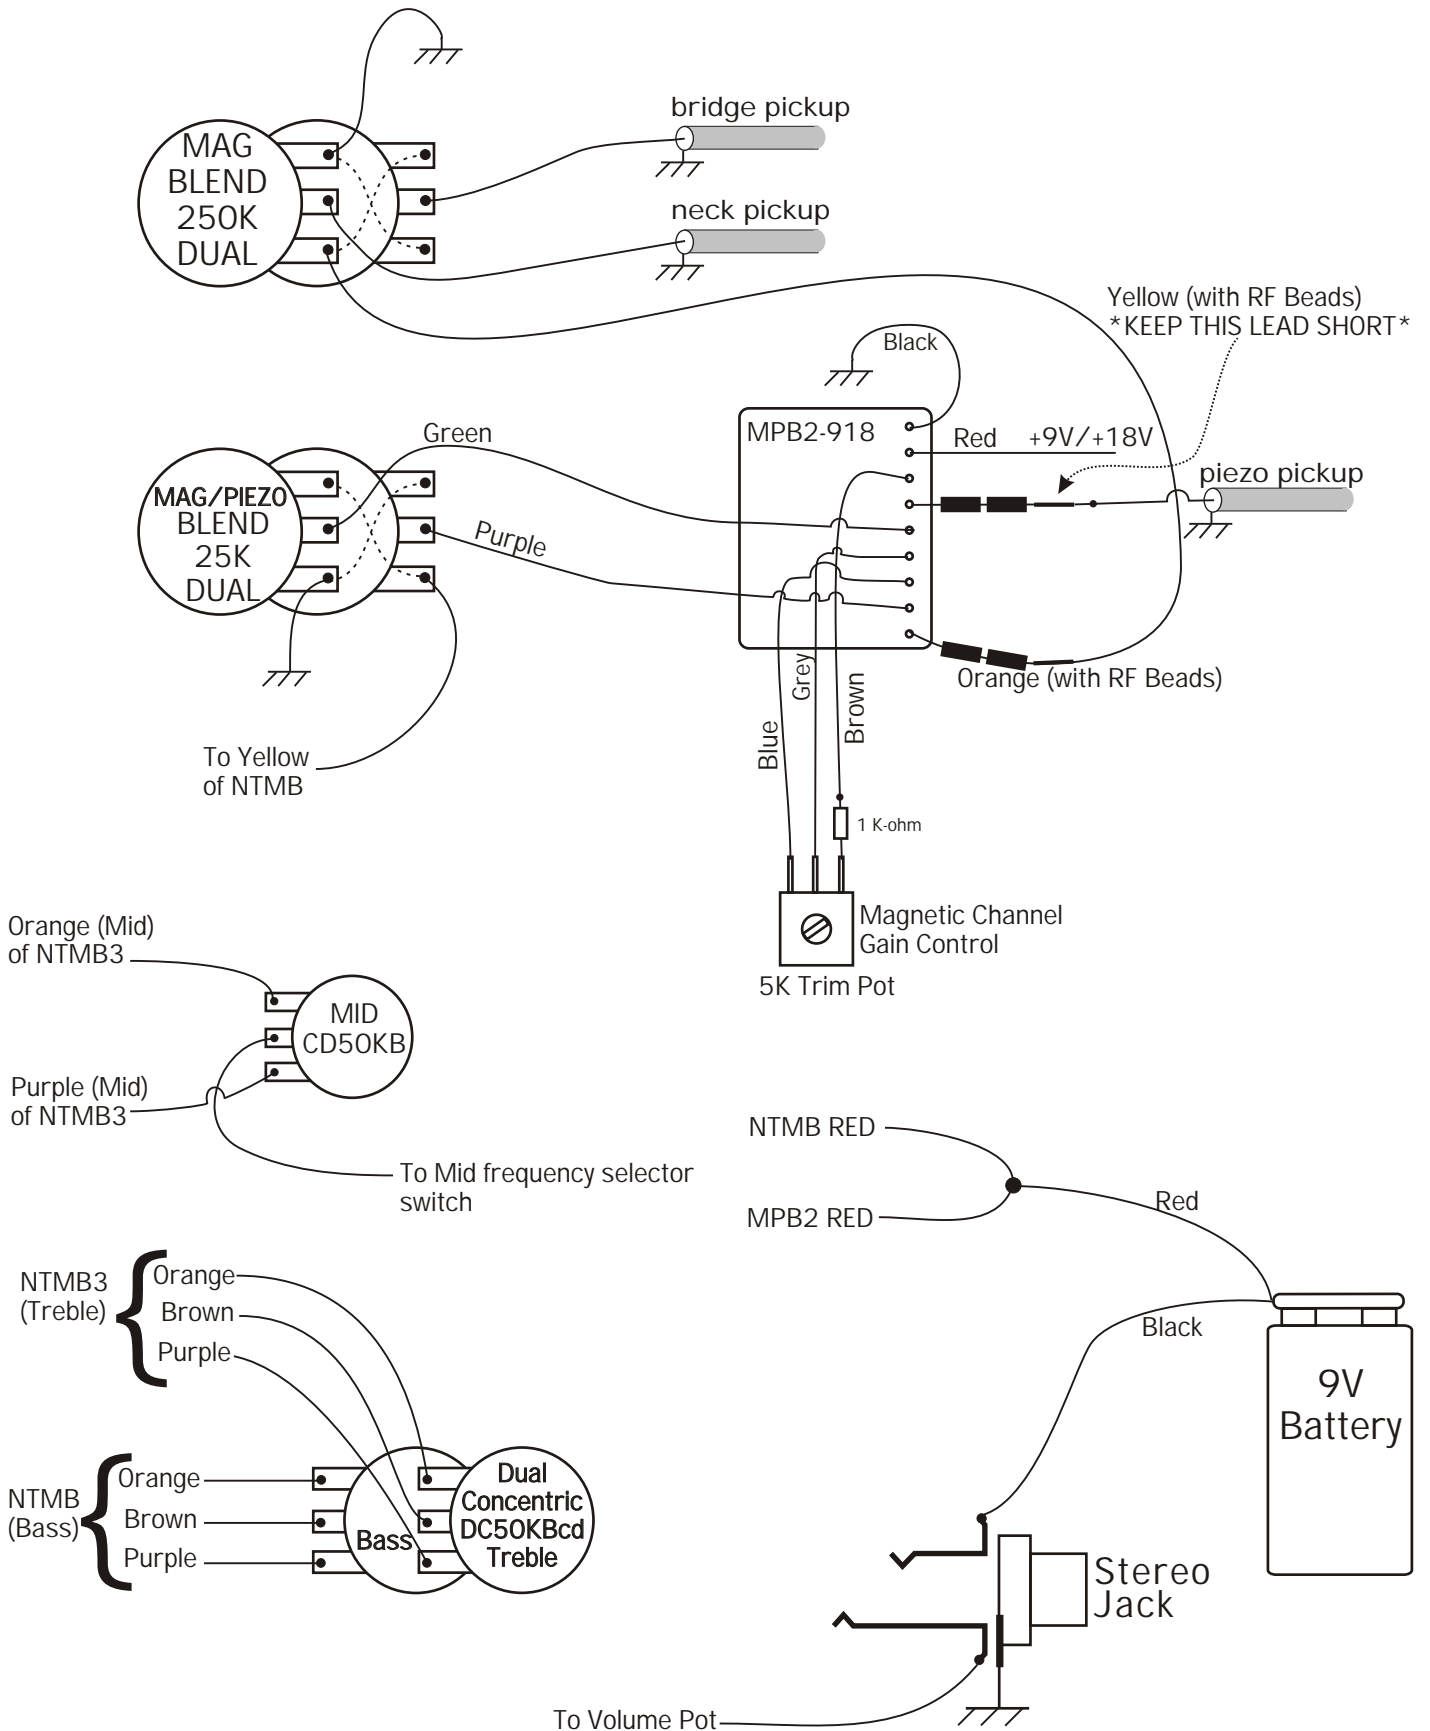 bridge pickup
MAG
BLEND
250K
DUAL
neck pickup
Yellow (with RF Beads)
*KEEP THIS LEAD SHORT*
Black
Green
MPB2-918
Red +9V/+18V
piezo pickup
MAG/PIEZO
BLEND
25K
DUAL
Purple
Orange (with RF Beads)
Grey
Brown
Blue
To Yellow
of NTMB
1 K-ohm
Magnetic Channel
Gain Control
5K Trim Pot
Orange (Mid)
of NTMB3
MID
CD50KB
Purple (Mid)
of NTMB3
To Mid frequency selector
switch
NTMB RED
MPB2 RED
Red
Black
9V
Battery
NTMB3
(Treble)
Orange
Brown
Purple
NTMB
(Bass)
Orange
Brown
Purple
Bass
Dual
Concentric
DC50KBcd
Treble
Stereo
Jack
To Volume Pot